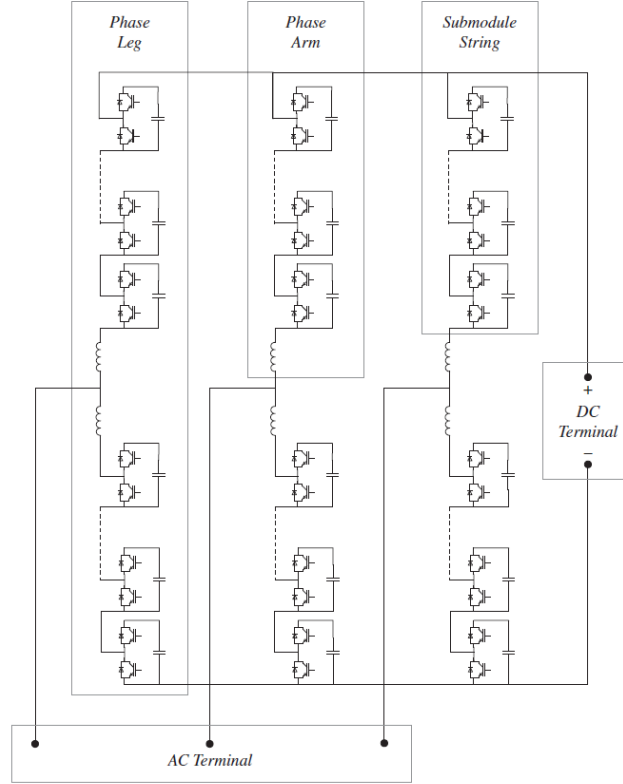 Phase
Leg
Phase
Arm
Submodule
String
+
DC
Terminal
−
AC Terminal